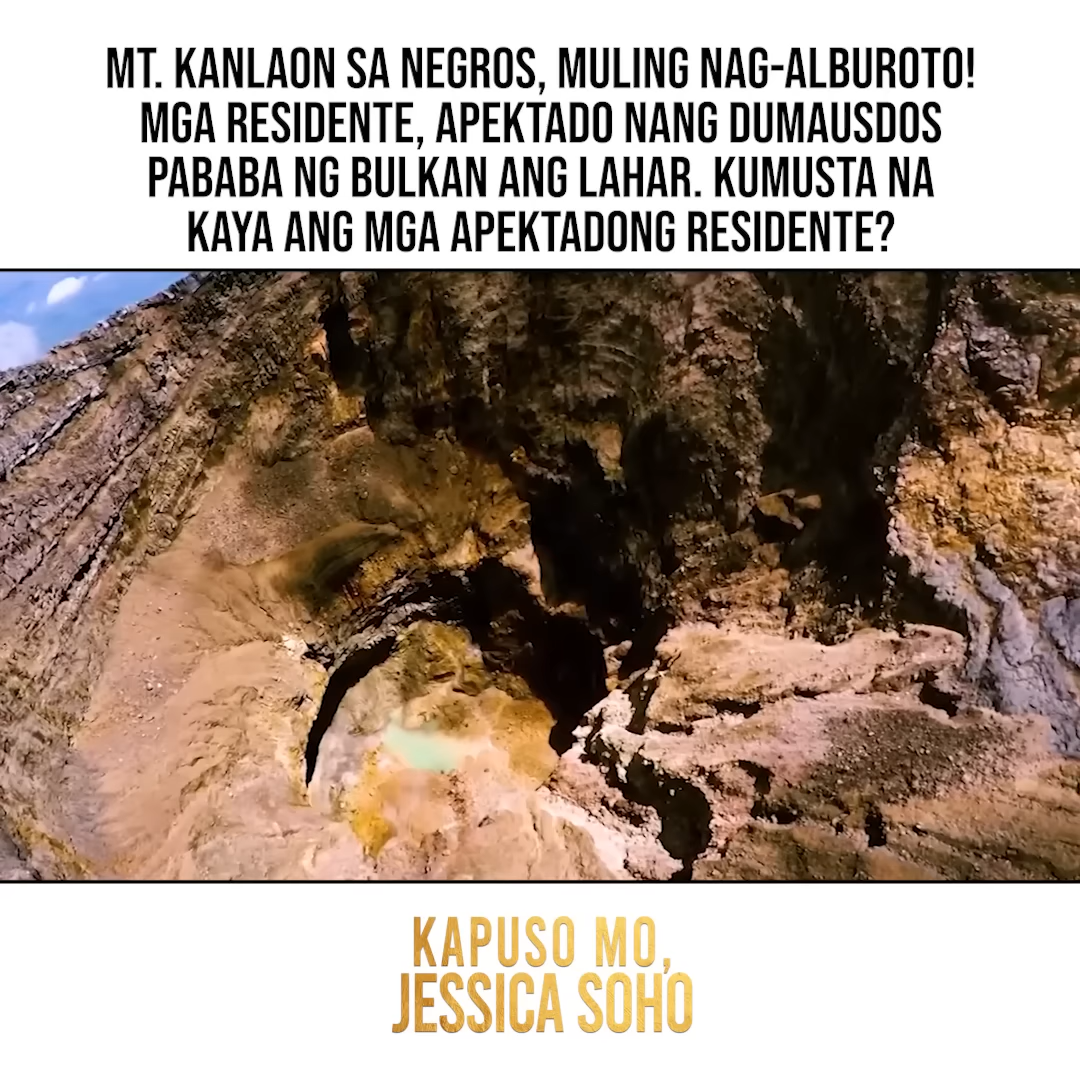 MT. KANLAON SA NEGROS, MULING NAG-ALBUROTO!
MGA RESIDENTE, APEKTADO NANG DUMAUSDOS
PABABA NG BULKAN ANG LAHAR. KUMUSTA NA
KAYA ANG MGA APEKTADONG RESIDENTE?
KAPUSO MO,
JESSICA SOHO